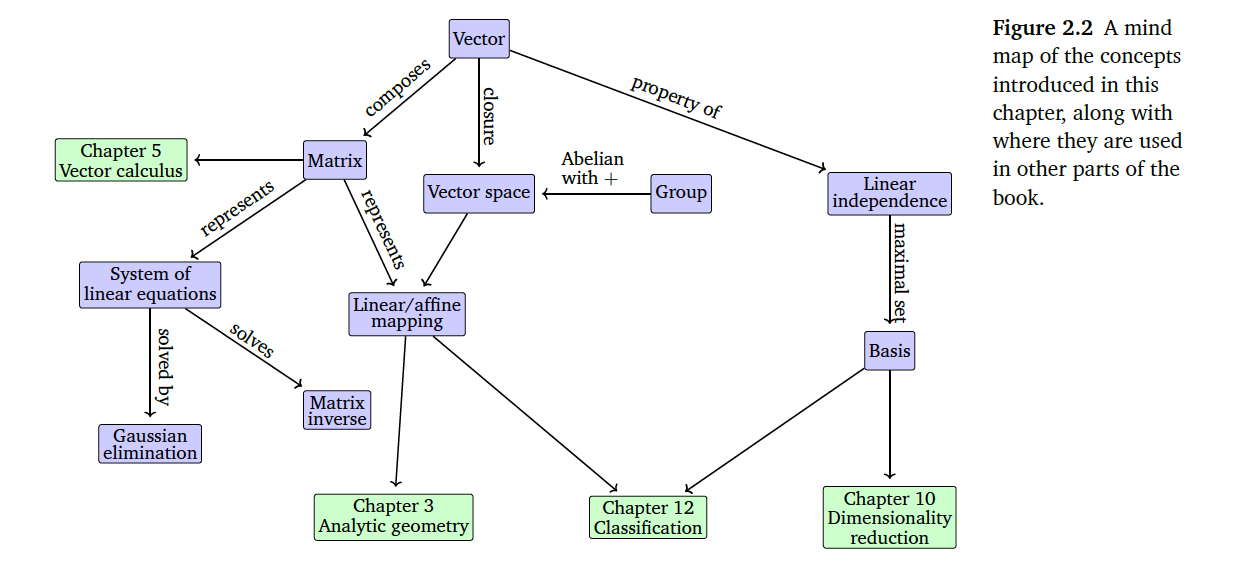 Vector
composes
closure
property of
Chapter 5
Vector calculus
Matrix
Abelian
with +
Vector space
Group
Linear
independence
represents
represents
maximal set
System of
linear equations
Linear/affine
mapping
solved by
solves
Basis
Matrix
inverse
Gaussian
elimination
Chapter 3
Analytic geometry
Chapter 12
Classification
Chapter 10
Dimensionality
reduction
Figure 2.2 A mind
map of the concepts
introduced in this
chapter, along with
where they are used
in other parts of the
book.